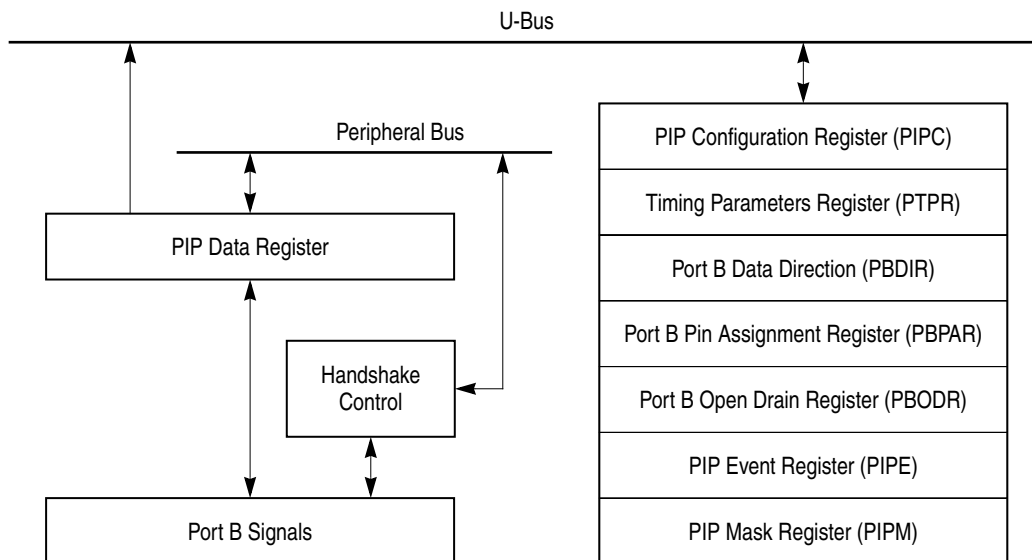 U-Bus
Peripheral Bus
PIP Data Register
Handshake
Control
Port B Signals
PIP Configuration Register (PIPC)
Timing Parameters Register (PTPR)
Port B Data Direction (PBDIR)
Port B Pin Assignment Register (PBPAR)
Port B Open Drain Register (PBODR)
PIP Event Register (PIPE)
PIP Mask Register (PIPM)